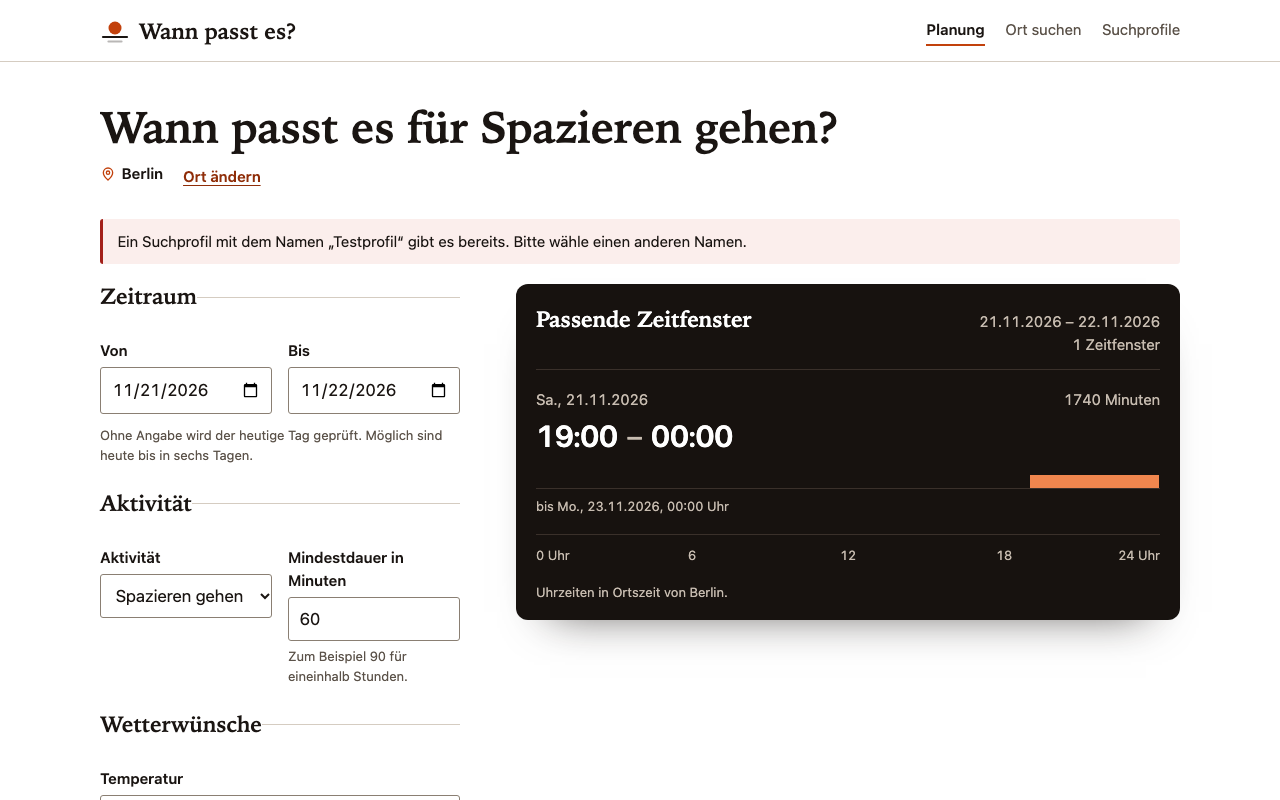 Wann passt es?
Planung
Ort suchen
Suchprofile
Wann passt es für Spazieren gehen?
Berlin
Ort ändern
Ein Suchprofil mit dem Namen „Testprofil“ gibt es bereits. Bitte wähle einen anderen Namen.
Zeitraum
Von
Bis
11/21/2026
11/22/2026
Ohne Angabe wird der heutige Tag geprüft. Möglich sind
heute bis in sechs Tagen.
Aktivität
Aktivität
Mindestdauer in
Minuten
Spazieren gehen
60
Zum Beispiel 90 für
eineinhalb Stunden.
Wetterwünsche
Temperatur
Passende Zeitfenster
21.11.2026 – 22.11.2026
1 Zeitfenster
Sa., 21.11.2026
1740 Minuten
19:00 – 00:00
bis Mo., 23.11.2026, 00:00 Uhr
0 Uhr
6
12
18
24 Uhr
Uhrzeiten in Ortszeit von Berlin.